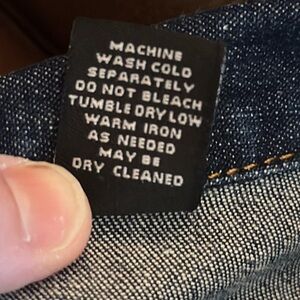 MACHINE
WASH COLD
SEPARATELY
DO NOT BLEACH
TUMBLE DRY LOW
WARM IRON
AS NEEDED
MAY BE
DRY CLEANED